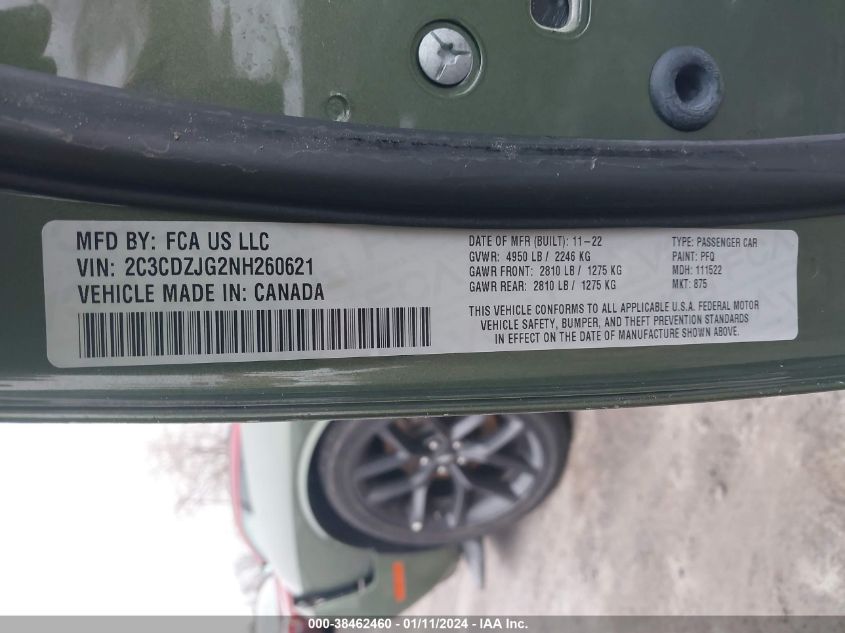 MFD BY: FCA US LLC
VIN: 2C3CDZJG2NH260621
VEHICLE MADE IN: CANADA
DATE OF MFR (BUILT): 11-22
GVWR: 4950 LB / 2246 KG
GAWR FRONT: 2810 LB / 1275 KG
GAWR REAR: 2810 LB / 1275 KG
TYPE: PASSENGER CAR
PAINT: PFQ
MDH: 111522
MKT: 875
THIS VEHICLE CONFORMS TO ALL APPLICABLE U.S.A. FEDERAL MOTOR
VEHICLE SAFETY, BUMPER, AND THEFT PREVENTION STANDARDS
IN EFFECT ON THE DATE OF MANUFACTURE SHOWN ABOVE.
000-38462460 - 01/11/2024 - IAA Inc.